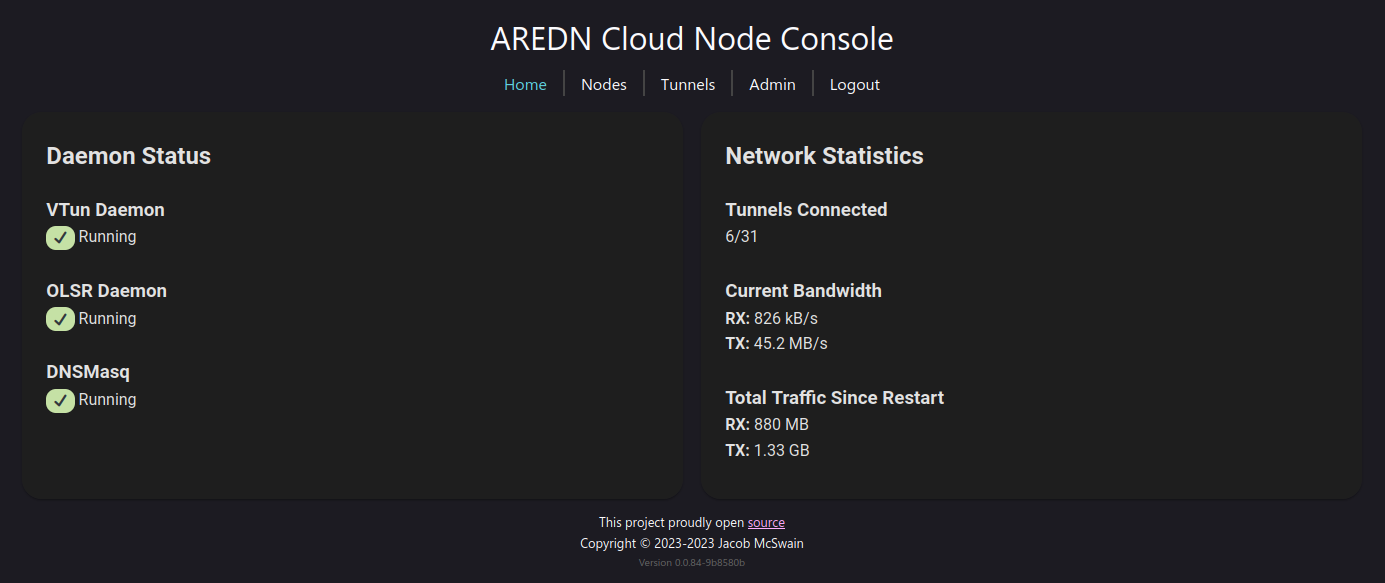 AREDN Cloud Node Console
Home
Nodes
Tunnels
Admin
Logout
Daemon Status
VTun Daemon
Running
OLSR Daemon
Running
DNSMasq
Running
Network Statistics
Tunnels Connected
6/31
Current Bandwidth
RX: 826 kB/s
TX: 45.2 MB/s
Total Traffic Since Restart
RX: 880 MB
TX: 1.33 GB
This project proudly open source
Copyright © 2023-2023 Jacob McSwain
Version 0.0.84-9b8580b